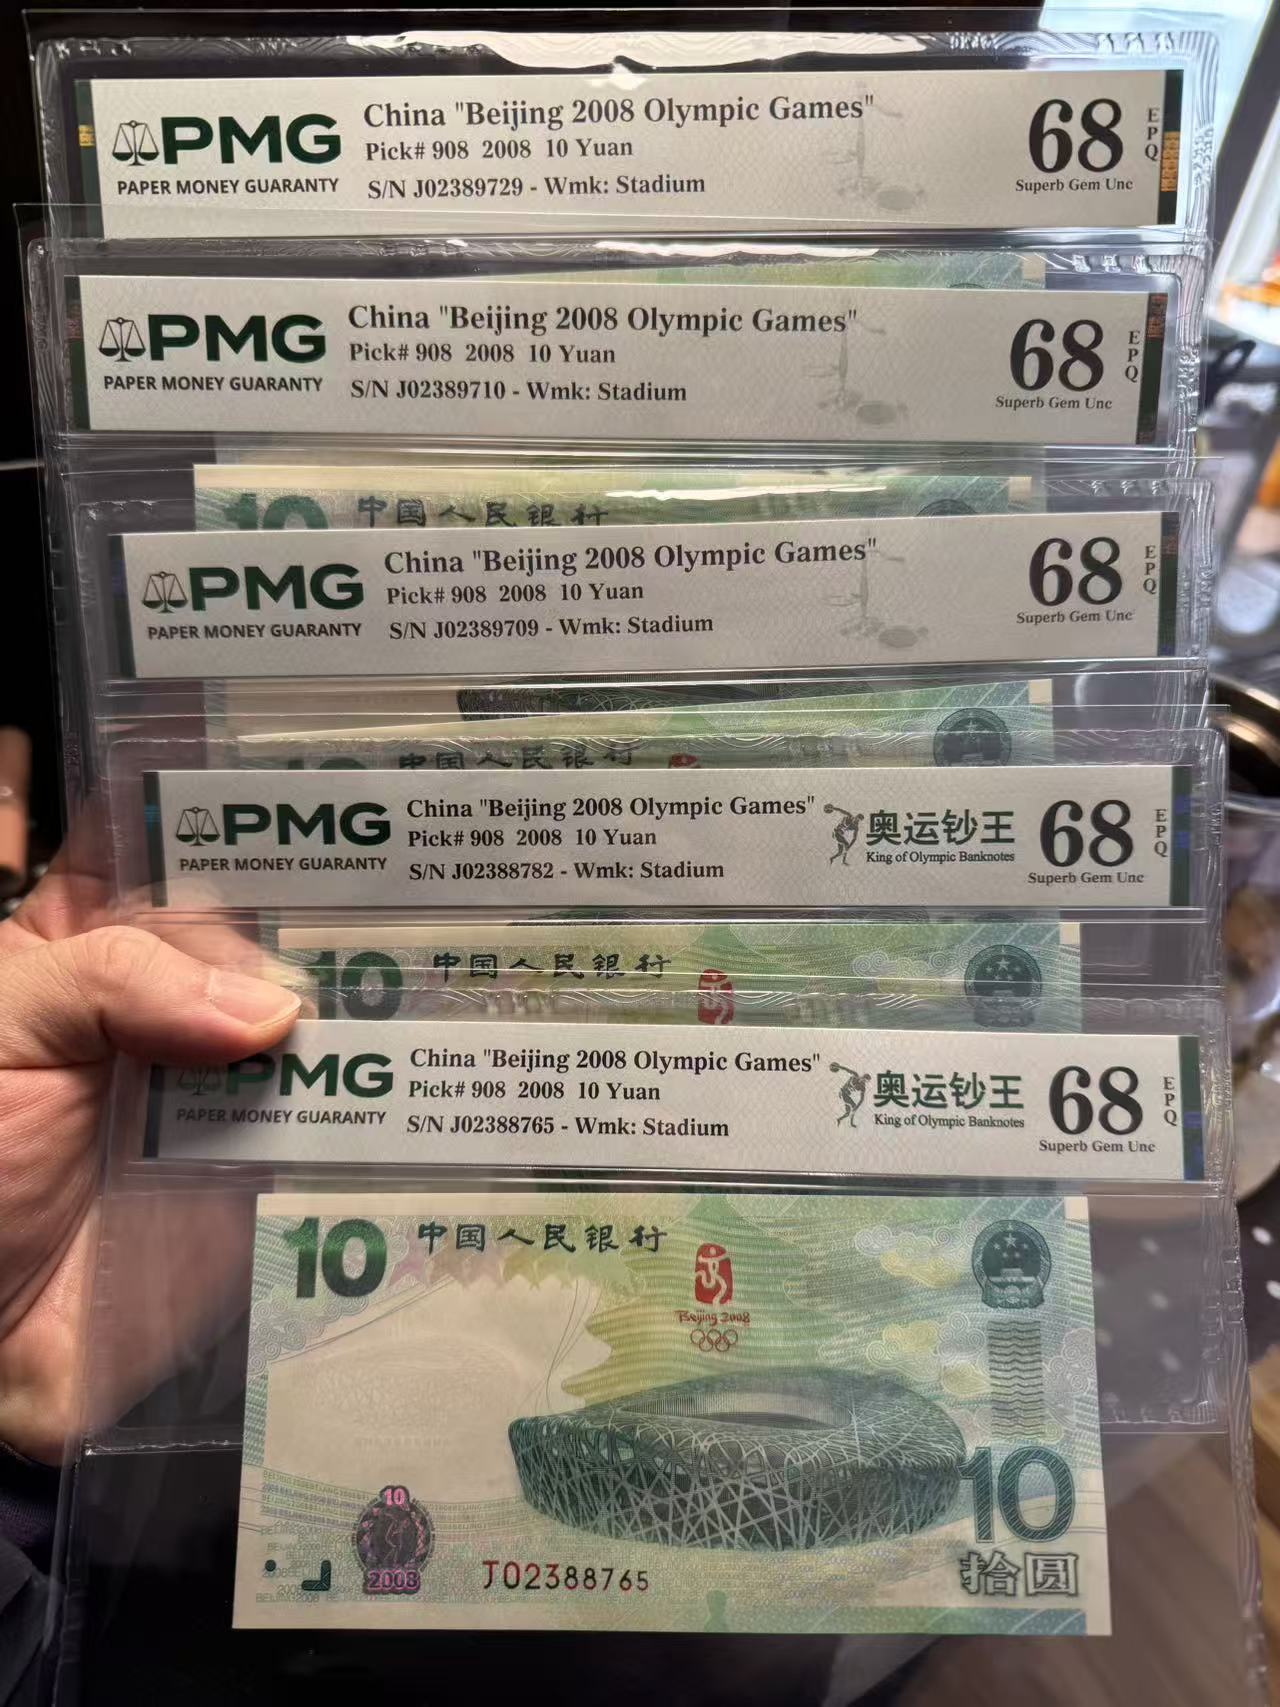 PMG
PAPER MONEY GUARANTY
China "Beijing 2008 Olympic Games"
Pick# 908 2008 10 Yuan
S/N J02389729 - Wmk: Stadium
68
EPQ
Superb Gem Unc
PMG
PAPER MONEY GUARANTY
China "Beijing 2008 Olympic Games"
Pick# 908 2008 10 Yuan
S/N J02389710 - Wmk: Stadium
68
EPQ
Superb Gem Unc
10 中国人民银行
PMG
PAPER MONEY GUARANTY
China "Beijing 2008 Olympic Games"
Pick# 908 2008 10 Yuan
S/N J02389709 - Wmk: Stadium
68
EPQ
Superb Gem Unc
中国人民银行
PMG
PAPER MONEY GUARANTY
China "Beijing 2008 Olympic Games"
Pick# 908 2008 10 Yuan
S/N J02388782 - Wmk: Stadium
奥运钞王
King of Olympic Banknotes
68
EPQ
Superb Gem Unc
10 中国人民银行
PMG
PAPER MONEY GUARANTY
China "Beijing 2008 Olympic Games"
Pick# 908 2008 10 Yuan
S/N J02388765 - Wmk: Stadium
奥运钞王
King of Olympic Banknotes
68
EPQ
Superb Gem Unc
10 中国人民银行
Beijing 2008
10
10
2008
J02388765
拾圆